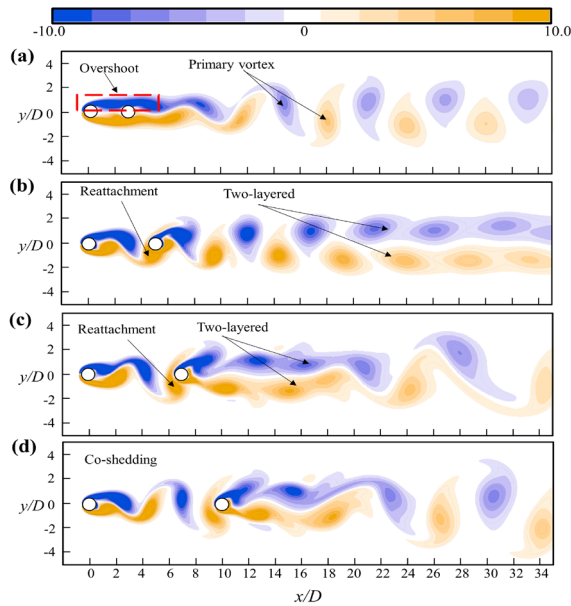 -10.0 0 10.0
(a)
Overshoot
Primary vortex
4
2
y/D 0
-2
-4
(b)
Reattachment
Two-layered
4
2
y/D 0
-2
-4
(c)
Reattachment
Two-layered
4
2
y/D 0
-2
-4
(d)
Co-shedding
4
2
y/D 0
-2
-4
0 2 4 6 8 10 12 14 16 18 20 22 24 26 28 30 32 34
x/D